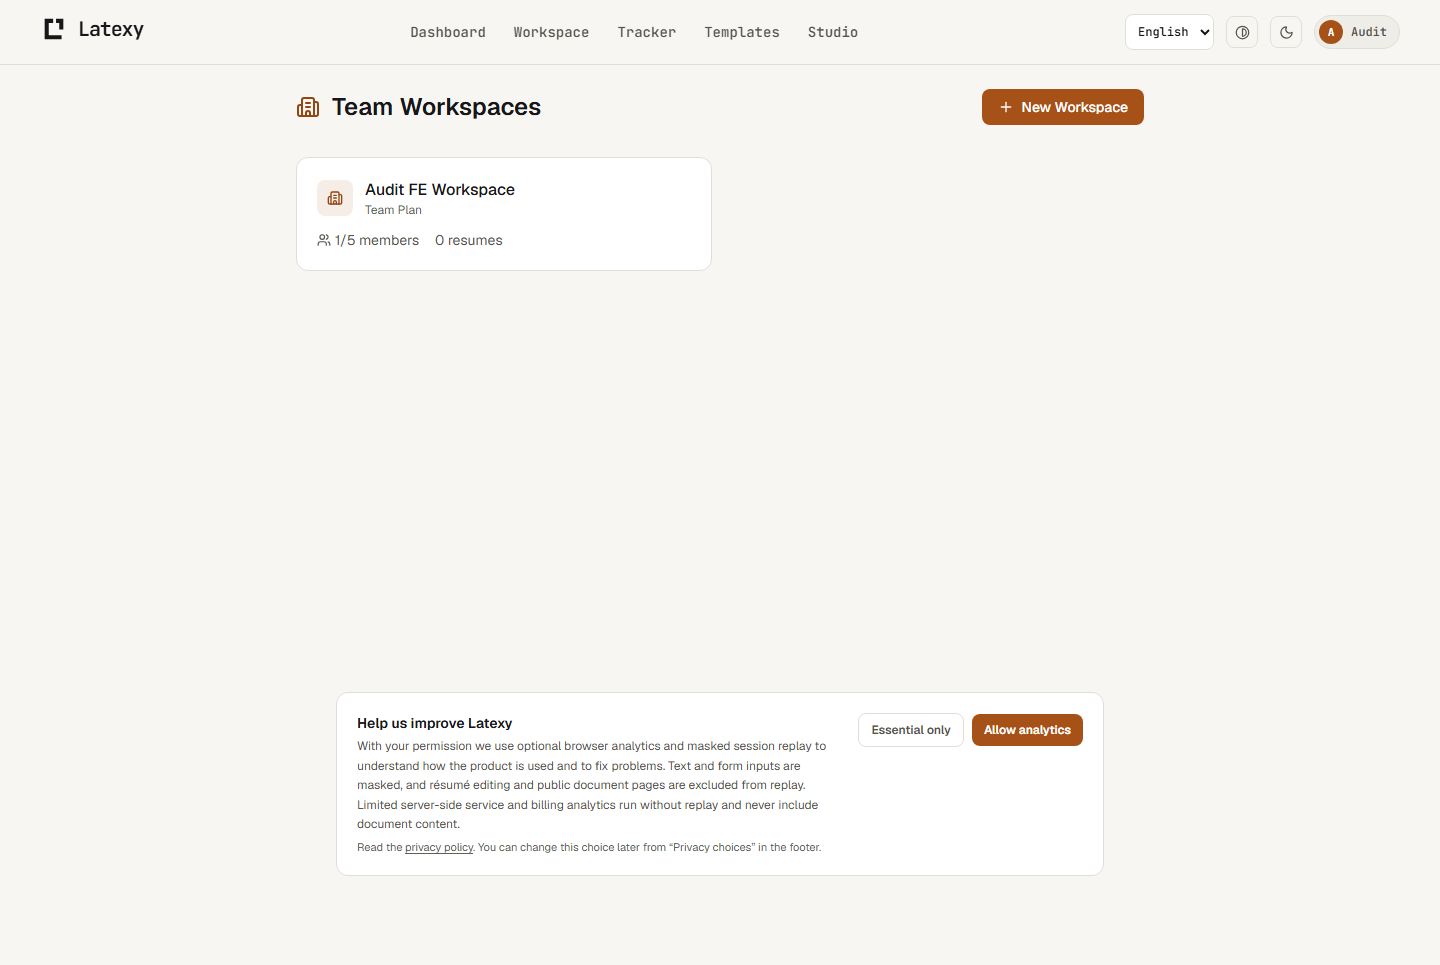 Latexy
Dashboard
Workspace
Tracker
Templates
Studio
English
A
Audit
Team Workspaces
New Workspace
Audit FE Workspace
Team Plan
1/5 members
0 resumes
Help us improve Latexy
With your permission we use optional browser analytics and masked session replay to
understand how the product is used and to fix problems. Text and form inputs are
masked, and résumé editing and public document pages are excluded from replay.
Limited server-side service and billing analytics run without replay and never include
document content.
Read the privacy policy. You can change this choice later from “Privacy choices” in the footer.
Essential only
Allow analytics